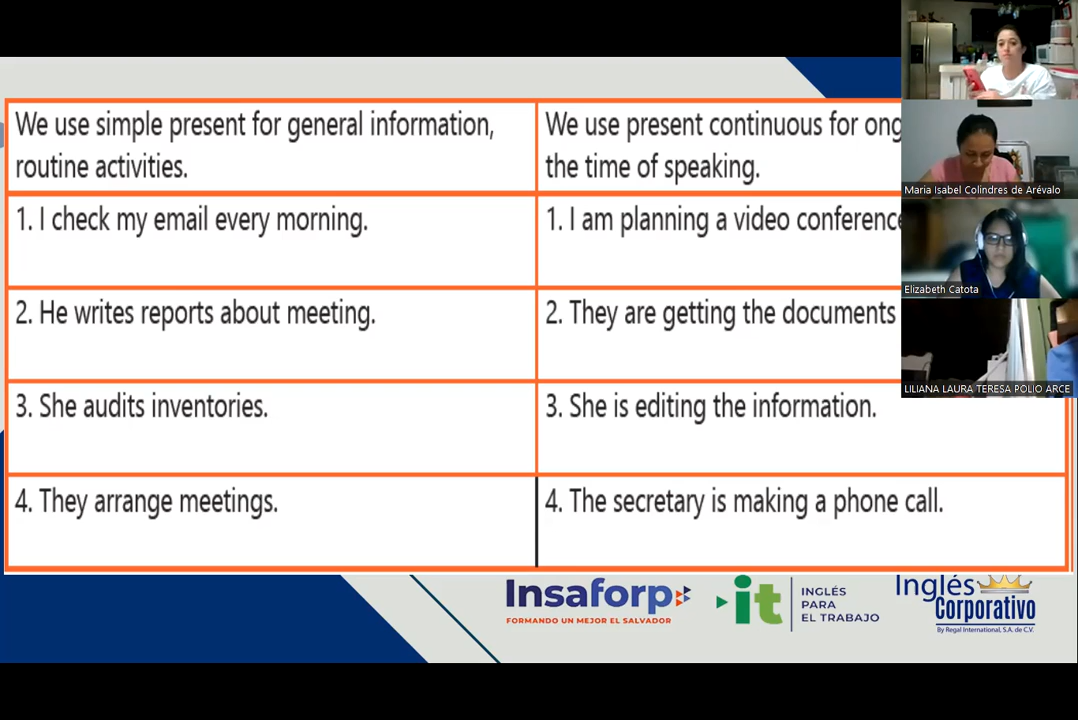 We use simple present for general information,
routine activities.
We use present continuous for
the time of speaking.
1. I check my email every morning.
1. I am planning a video conference
2. He writes reports about meeting.
2. They are getting the documents
3. She audits inventories.
3. She is editing the information.
4. They arrange meetings.
4. The secretary is making a phone call.
Maria Isabel Colindres de Arévalo
Elizabeth Catota
LILIANA LAURA TERESA POLIO ARCE
Insaforp
FORMANDO UN MEJOR EL SALVADOR
it
INGLÉS
PARA
EL TRABAJO
Inglés
Corporativo
By Regal International, S.A. de C.V.